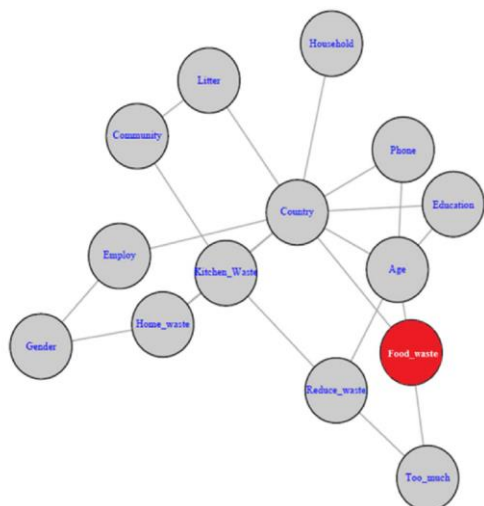 Household
Litter
Community
Phone
Education
Country
Employ
Kitchen_Waste
Age
Home_waste
Gender
Food_waste
Reduce_waste
Too_much